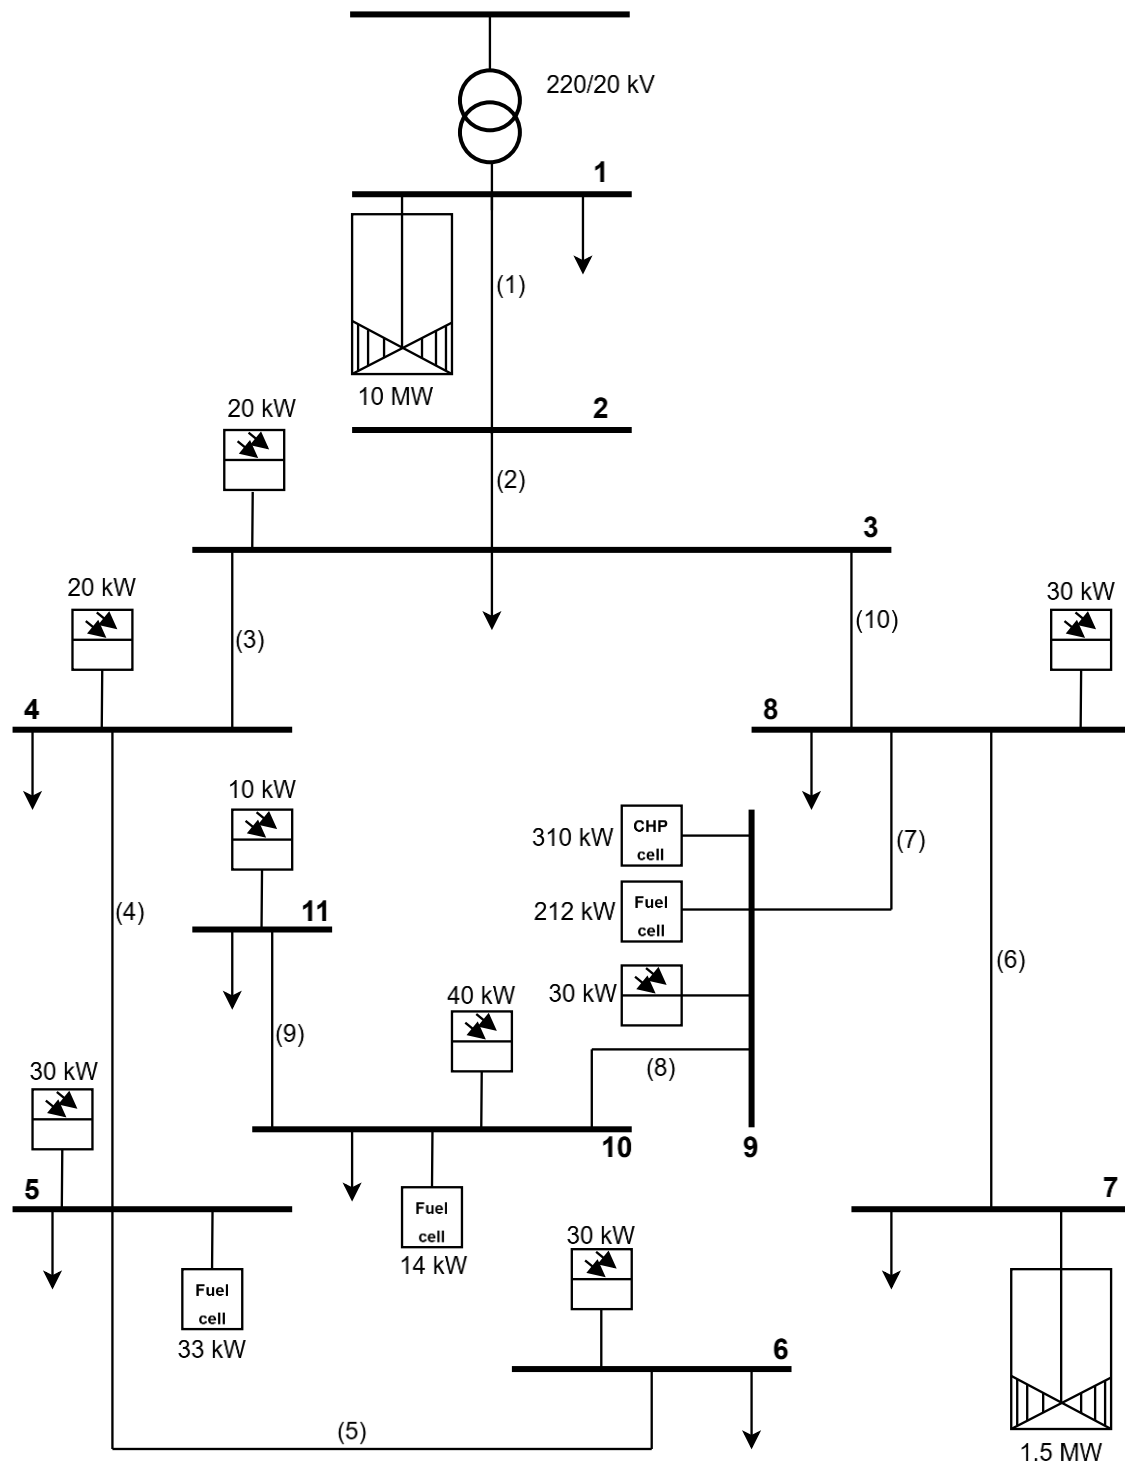 220/20 kV
1
(1)
10 MW
2
20 kW
(2)
3
20 kW
30 kW
(3)
(10)
4
8
10 kW
310 kW
CHP
cell
(7)
212 kW
Fuel
cell
11
(4)
(6)
30 kW
40 kW
(9)
(8)
30 kW
10
9
5
7
Fuel
cell
14 kW
30 kW
Fuel
cell
33 kW
6
(5)
1.5 MW